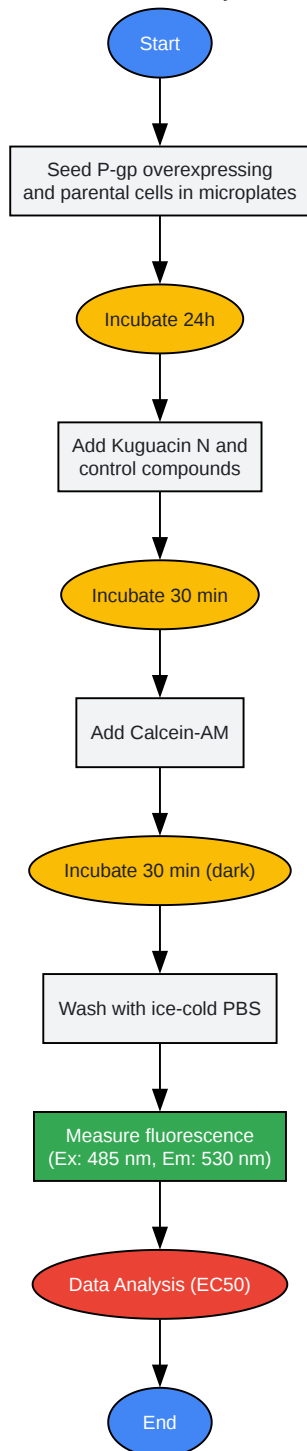 Start
Seed P-gp overexpressing
and parental cells in microplates
Incubate 24h
Add Kuguacin N and
control compounds
Incubate 30 min
Add Calcein-AM
Incubate 30 min (dark)
Wash with ice-cold PBS
Measure fluorescence
(Ex: 485 nm, Em: 530 nm)
Data Analysis (EC50)
End